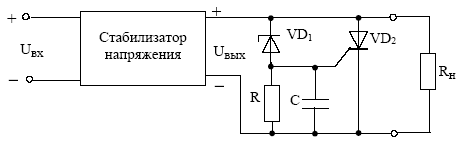 +
Uвх
−
Стабилизатор
напряжения
+
Uвых
−
VD1
VD2
R
C
Rн